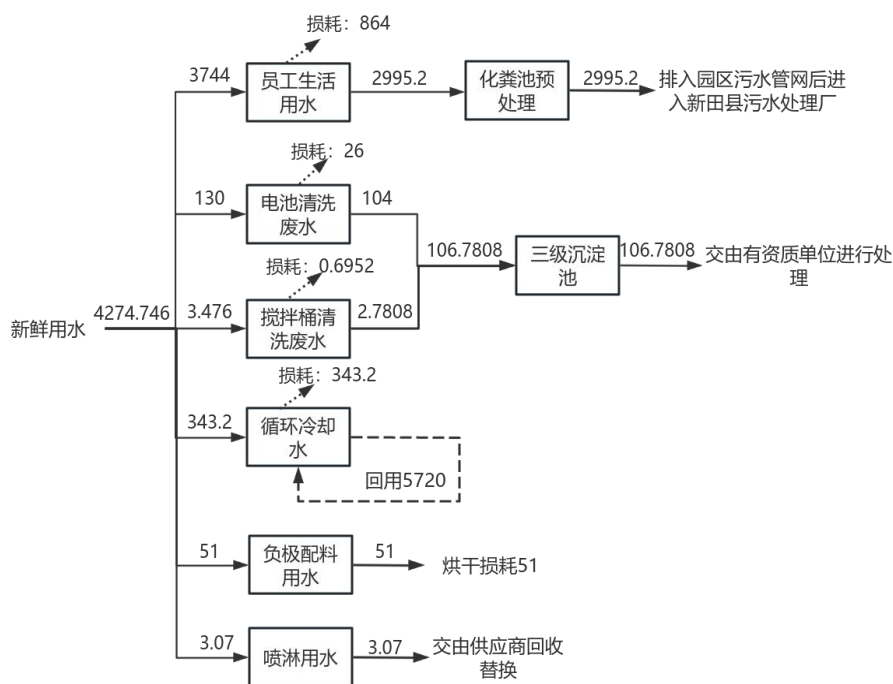 损耗：864
3744
员工生活
用水
2995.2
化粪池预
处理
2995.2
排入园区污水管网后进
入新田县污水处理厂
损耗：26
130
电池清洗
废水
104
106.7808
三级沉淀
池
106.7808
交由有资质单位进行处
理
损耗：0.6952
新鲜用水
4274.746
3.476
搅拌桶清
洗废水
2.7808
损耗：343.2
343.2
循环冷却
水
回用5720
51
负极配料
用水
51
烘干损耗51
3.07
喷淋用水
3.07
交由供应商回收
替换